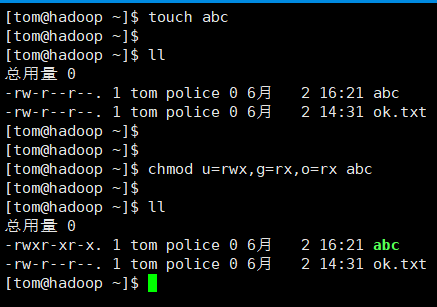 [tom@hadoop ~]$ touch abc
[tom@hadoop ~]$
[tom@hadoop ~]$ ll
总用量 0
-rw-r--r--. 1 tom police 0 6月   2 16:21 abc
-rw-r--r--. 1 tom police 0 6月   2 14:31 ok.txt
[tom@hadoop ~]$
[tom@hadoop ~]$
[tom@hadoop ~]$ chmod u=rwx,g=rx,o=rx abc
[tom@hadoop ~]$
[tom@hadoop ~]$ ll
总用量 0
-rwxr-xr-x. 1 tom police 0 6月   2 16:21 abc
-rw-r--r--. 1 tom police 0 6月   2 14:31 ok.txt
[tom@hadoop ~]$